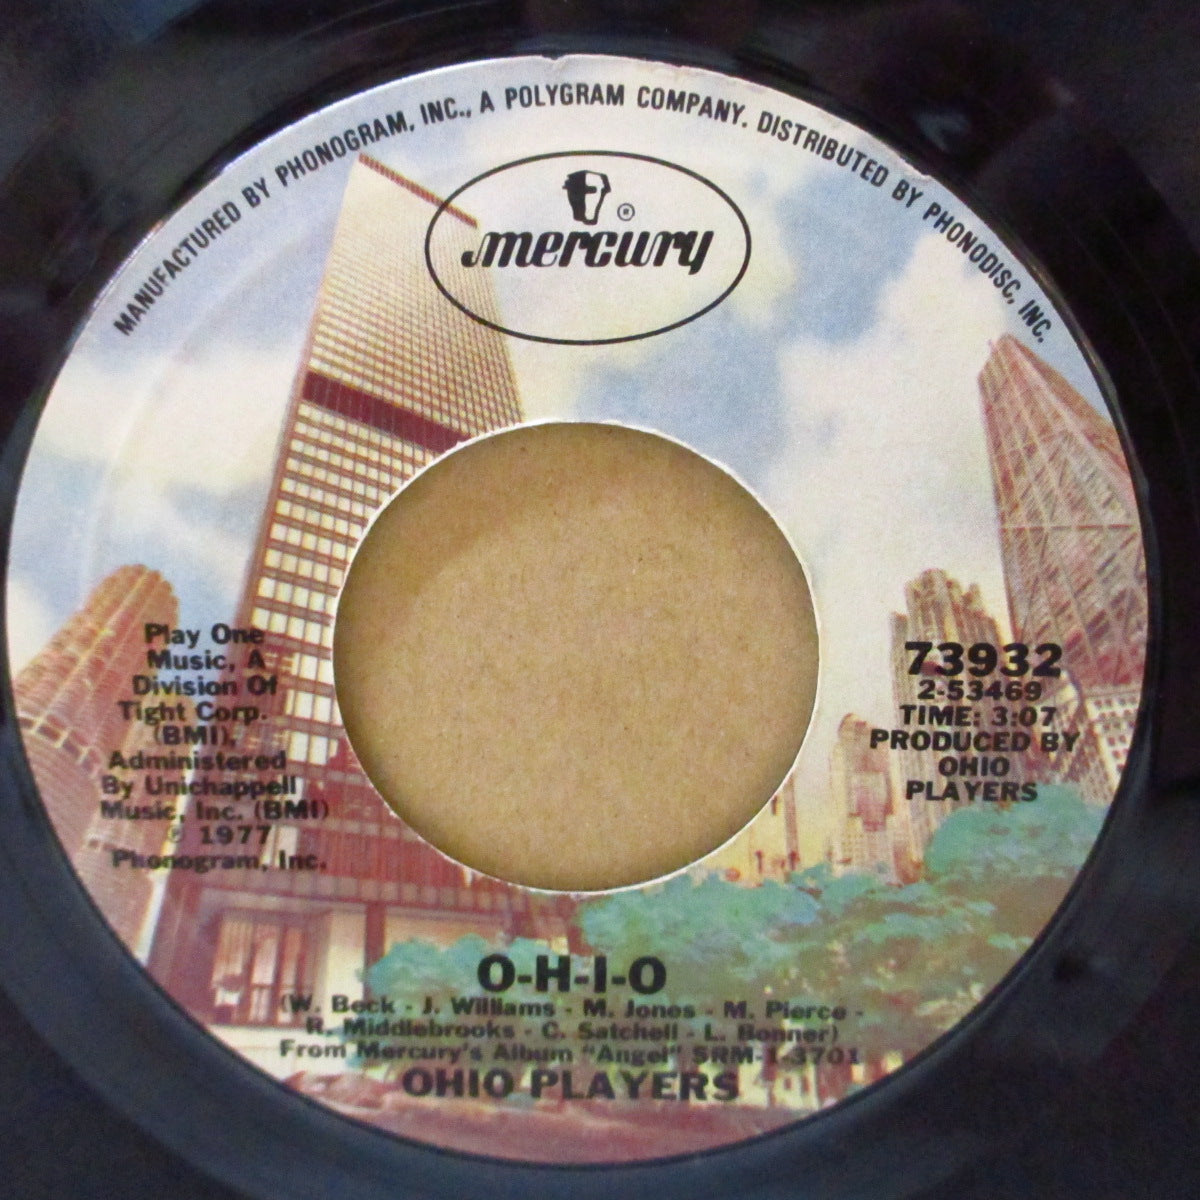 MANUFACTURED BY PHONOGRAM, INC., A POLYGRAM COMPANY. DISTRIBUTED BY PHONODISC, INC.
®
mercury
Play One
Music, A
Division Of
Tight Corp.
(BMI),
Administered
By Unichappell
Music, Inc. (BMI)
℗ 1977
Phonogram, Inc.
73932
2-53469
TIME: 3:07
PRODUCED BY
OHIO
PLAYERS
O-H-I-O
(W. Beck - J. Williams - M. Jones - M. Pierce -
R. Middlebrooks - C. Satchell - L. Bonner)
From Mercury's Album "Angel" SRM-1-3701
OHIO PLAYERS